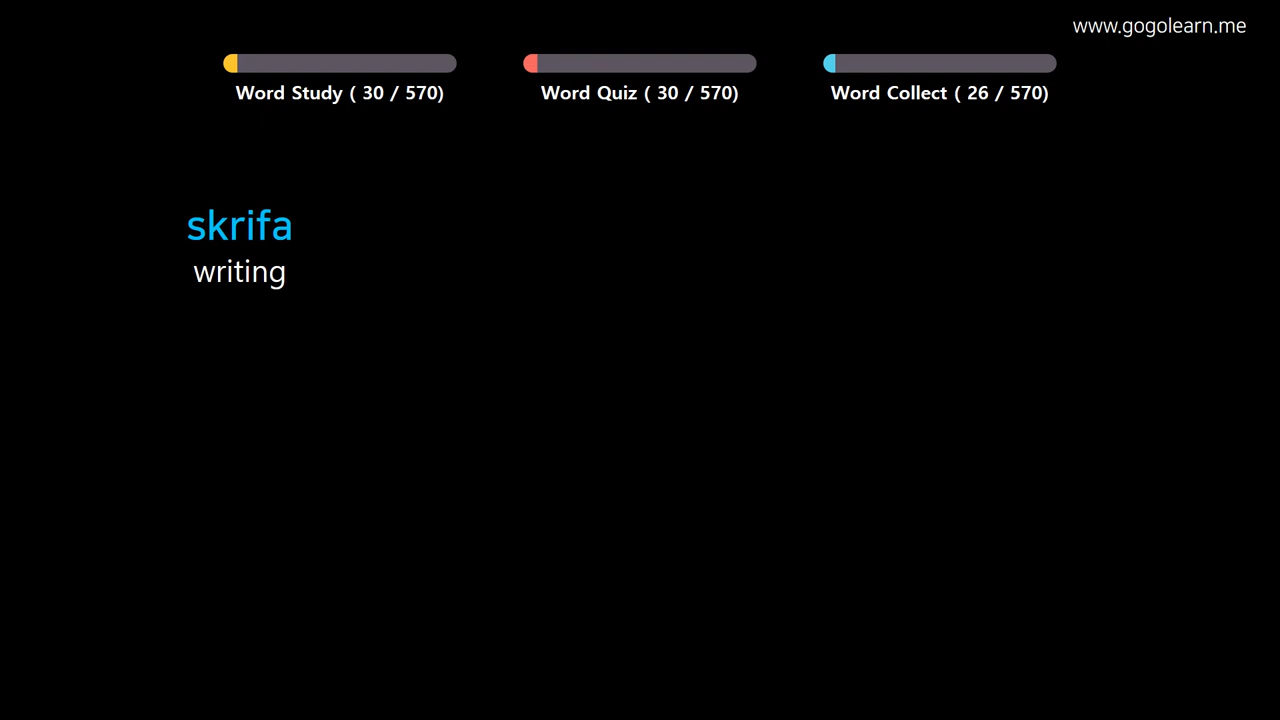 www.gogolearn.me
Word Study ( 30 / 570)
Word Quiz ( 30 / 570)
Word Collect ( 26 / 570)
skrifa
writing